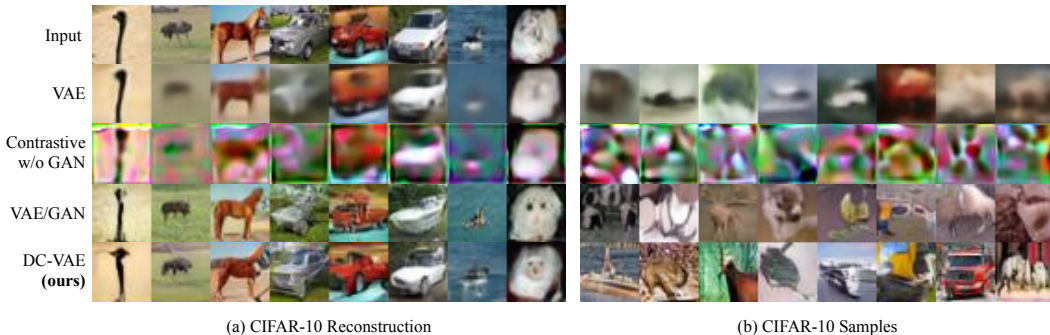 Input
VAE
Contrastive
w/o GAN
VAE/GAN
DC-VAE
(ours)
(a) CIFAR-10 Reconstruction
(b) CIFAR-10 Samples